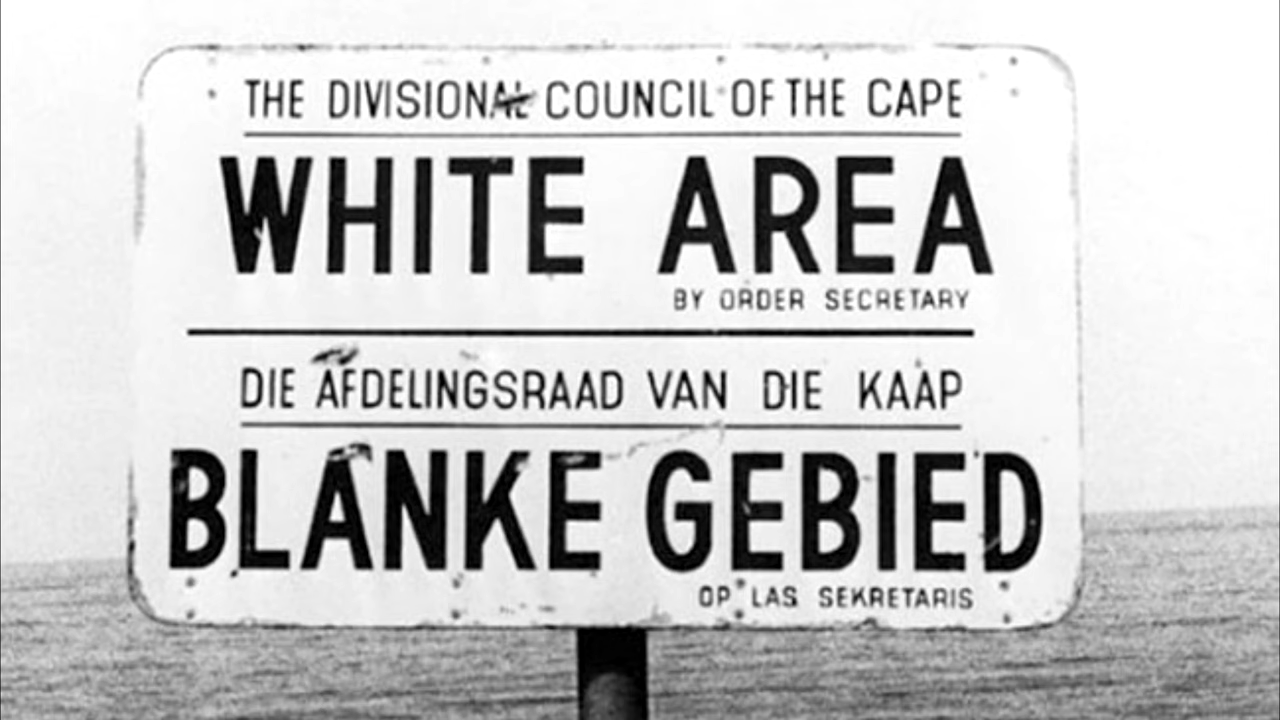 THE DIVISIONAL COUNCIL OF THE CAPE
WHITE AREA
BY ORDER SECRETARY
DIE AFDELINGSRAAD VAN DIE KAAP
BLANKE GEBIED
OP LAS SEKRETARIS